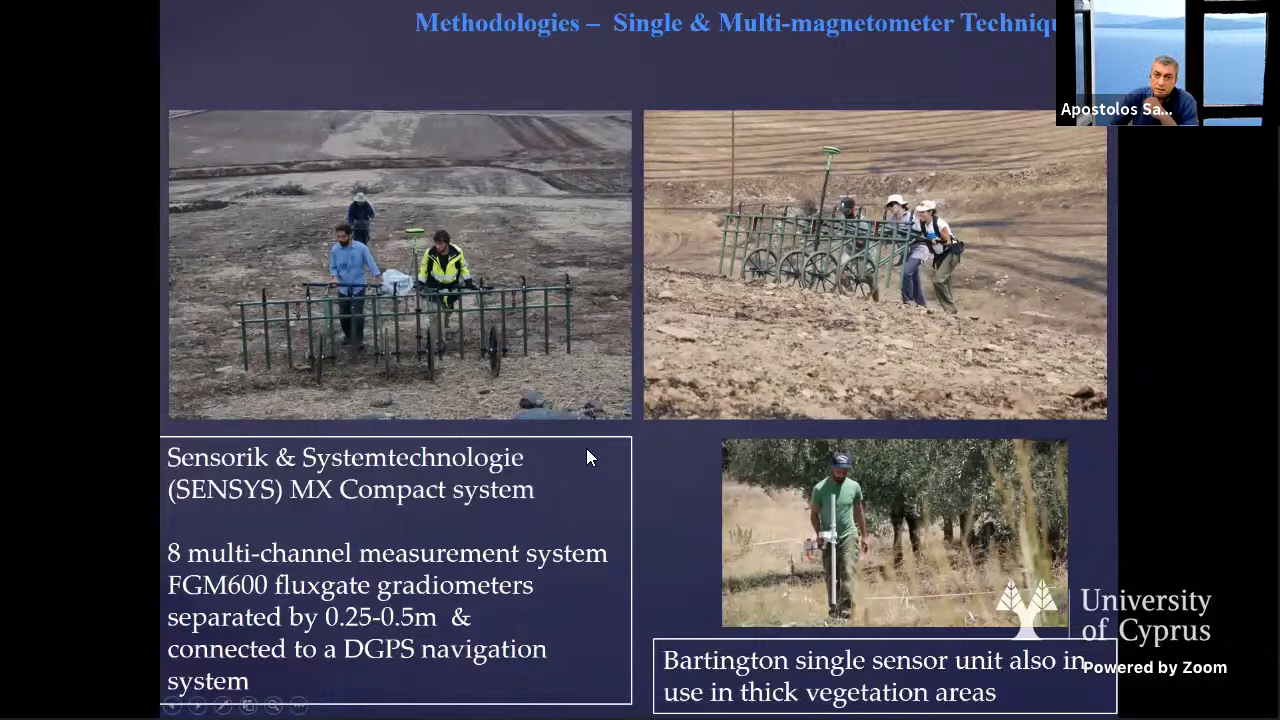 Methodologies – Single & Multi-magnetometer
Apostolos Sa...
Sensorik & Systemtechnologie
(SENSYS) MX Compact system
8 multi-channel measurement system
FGM600 fluxgate gradiometers
separated by 0.25-0.5m &
connected to a DGPS navigation
system
University
of Cyprus
Powered by Zoom
Bartington single sensor unit also in
use in thick vegetation areas